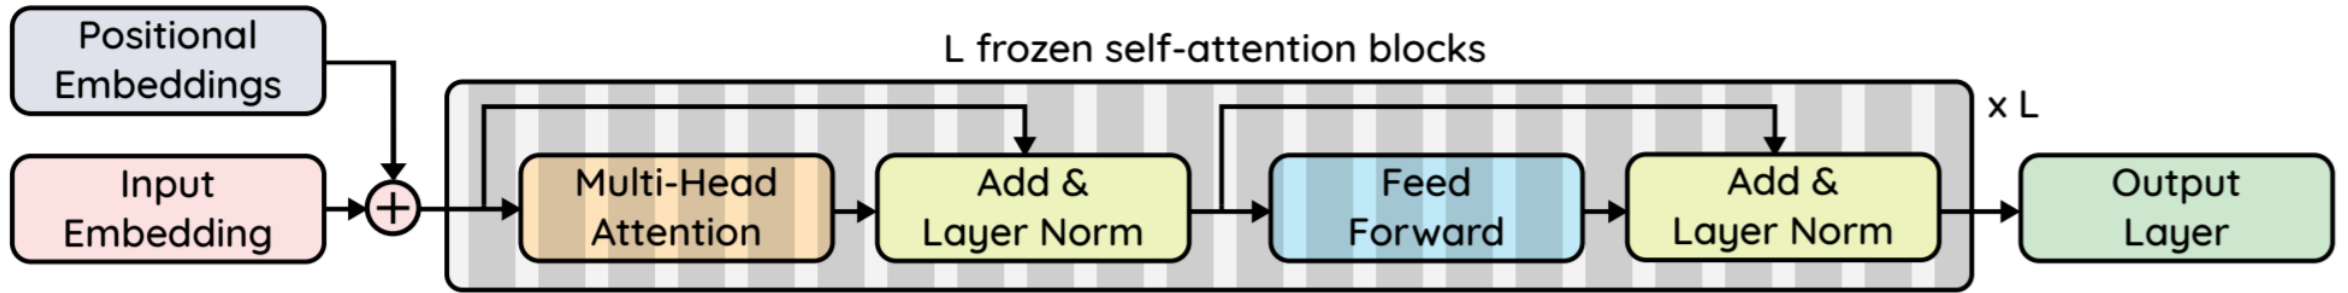 Positional
Embeddings
Input
Embedding
L frozen self-attention blocks
Multi-Head
Attention
Add &
Layer Norm
Feed
Forward
Add &
Layer Norm
x L
Output
Layer